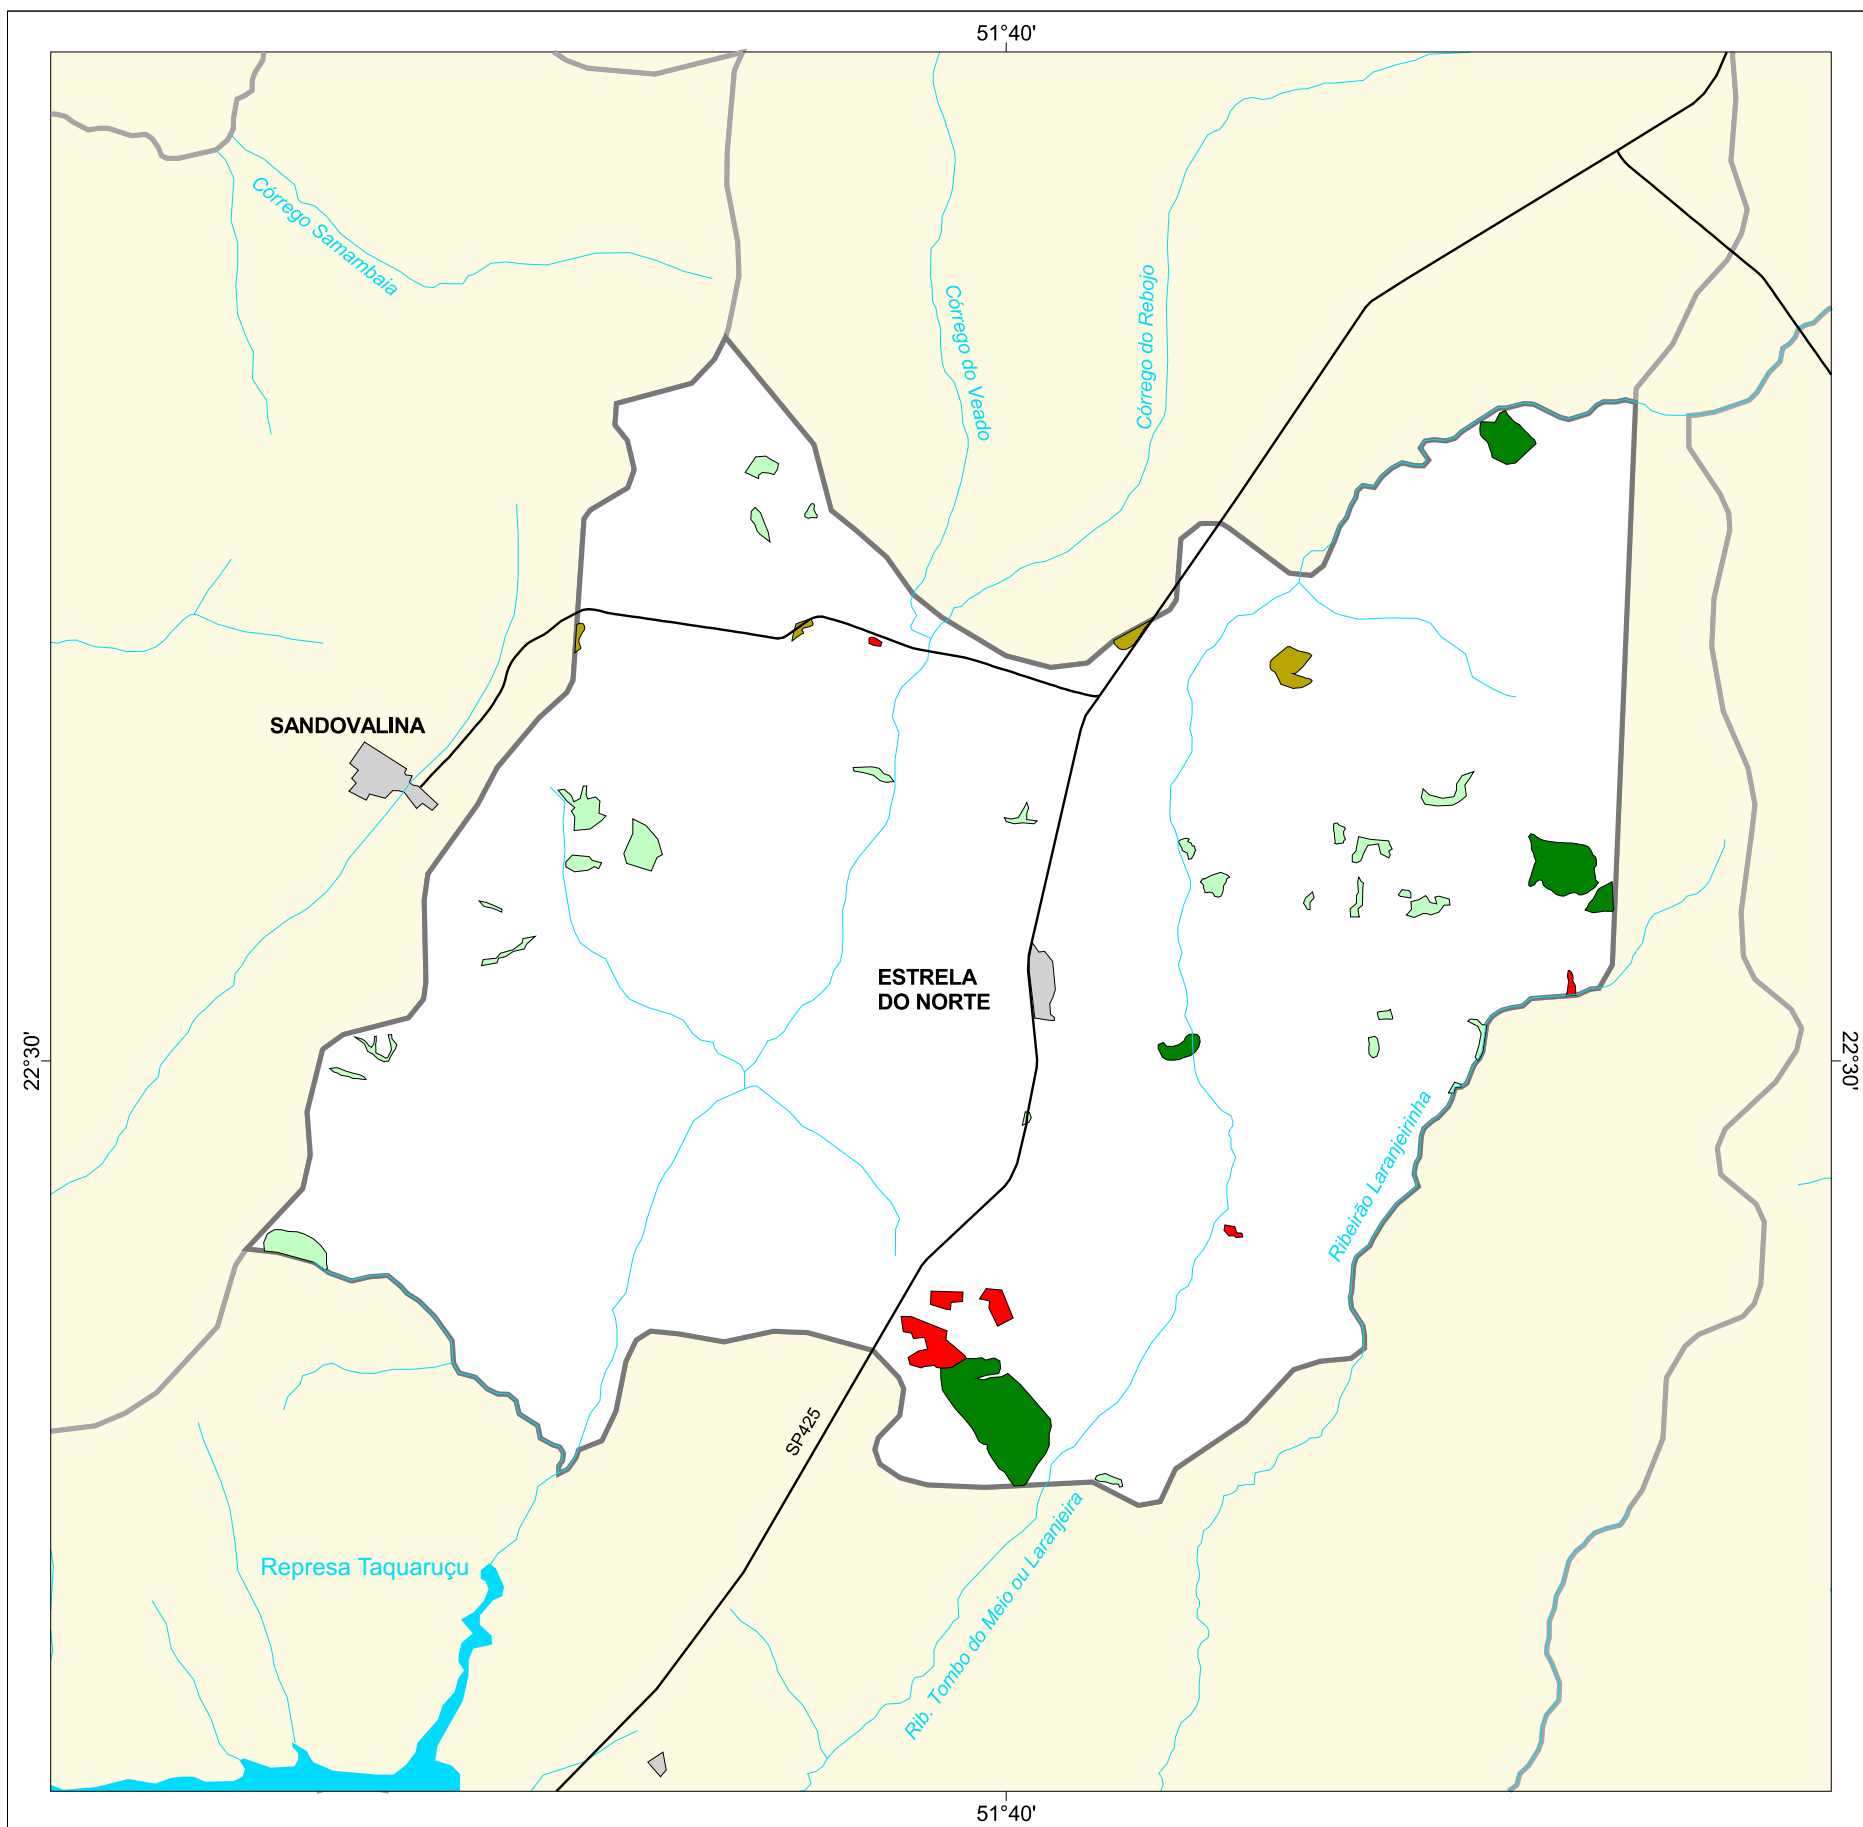 51°40'
Córrego Samambaia
Córrego do Veado
Córrego do Rebojo
SANDOVALINA
ESTRELA
DO NORTE
22°30'
22°30'
Ribeirão Laranjeirinha
SP425
Represa Taquaruçu
Rib. Tombo do Meio ou Laranjeira
51°40'